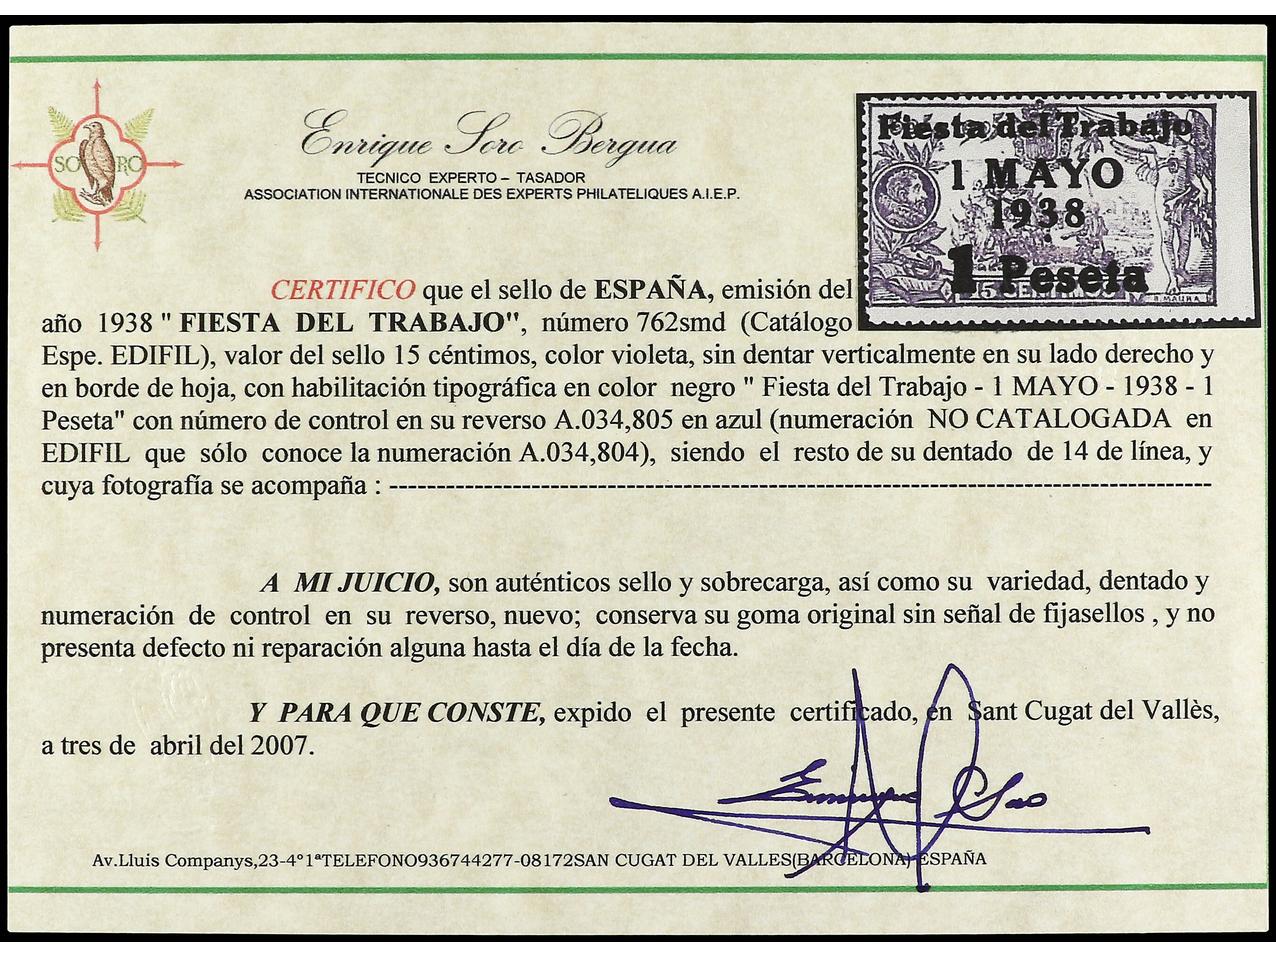 SO RO
Enrique Soro Bergua
TECNICO EXPERTO – TASADOR
ASSOCIATION INTERNATIONALE DES EXPERTS PHILATELIQUES A.I.E.P.
Fiesta del Trabajo
1 MAYO
1938
1 Peseta
15 CENTIMOS
B. MAURA
CERTIFICO que el sello de ESPAÑA, emisión del
año 1938 " FIESTA DEL TRABAJO", número 762smd (Catálogo
Espe. EDIFIL), valor del sello 15 céntimos, color violeta, sin dentar verticalmente en su lado derecho y
en borde de hoja, con habilitación tipográfica en color negro " Fiesta del Trabajo - 1 MAYO - 1938 - 1
Peseta" con número de control en su reverso A.034,805 en azul (numeración NO CATALOGADA en
EDIFIL que sólo conoce la numeración A.034,804), siendo el resto de su dentado de 14 de línea, y
cuya fotografía se acompaña : --------------------------------------------------------------------------------
A MI JUICIO, son auténticos sello y sobrecarga, así como su variedad, dentado y
numeración de control en su reverso, nuevo; conserva su goma original sin señal de fijasellos , y no
presenta defecto ni reparación alguna hasta el día de la fecha.
Y PARA QUE CONSTE, expido el presente certificado, en Sant Cugat del Vallès,
a tres de abril del 2007.
Enrique Soro
Av.Lluis Companys,23-4º1ªTELEFONO936744277-08172SAN CUGAT DEL VALLES(BARCELONA) ESPAÑA